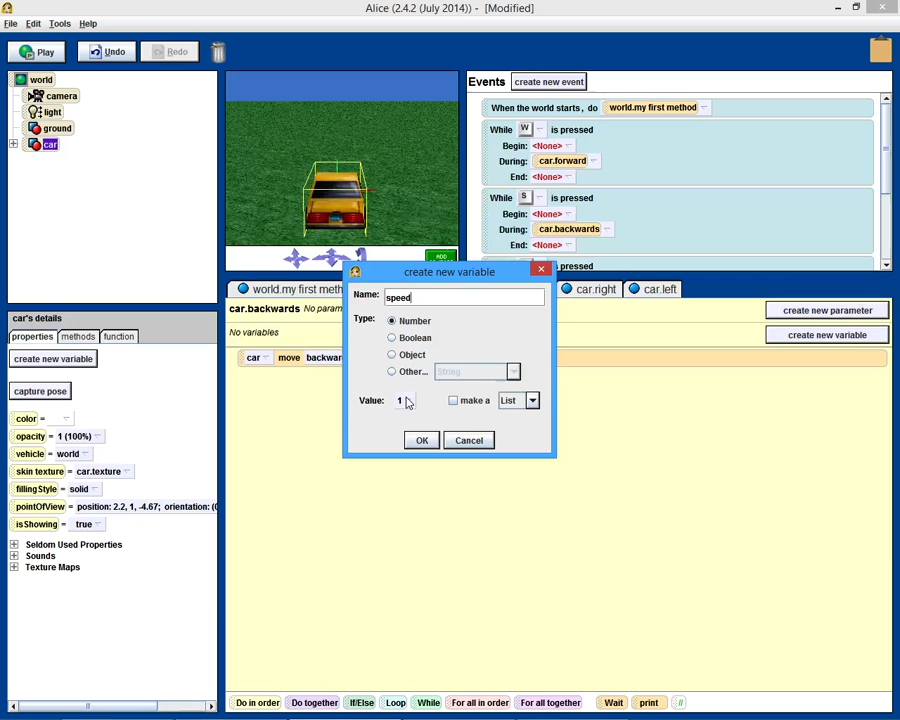 Alice (2.4.2 (July 2014)) - [Modified]
File Edit Tools Help
Play Undo Redo
world
camera
light
ground
car
Events create new event
When the world starts, do world.my first method
While W is pressed
Begin: <None>
During: car.forward
End: <None>
While S is pressed
Begin: <None>
During: car.backwards
End: <None>
is pressed
ADD
create new variable
Name: speed
Type: Number
Boolean
Object
Other... String
Value: 1 make a List
OK Cancel
world.my first meth car.right car.left
car.backwards No param create new parameter
No variables create new variable
car move backwar
car's details
properties methods function
create new variable
capture pose
color =
opacity = 1 (100%)
vehicle = world
skin texture = car.texture
fillingStyle = solid
pointOfView = position: 2.2, 1, -4.67; orientation: (0
isShowing = true
Seldom Used Properties
Sounds
Texture Maps
Do in order Do together If/Else Loop While For all in order For all together Wait print //